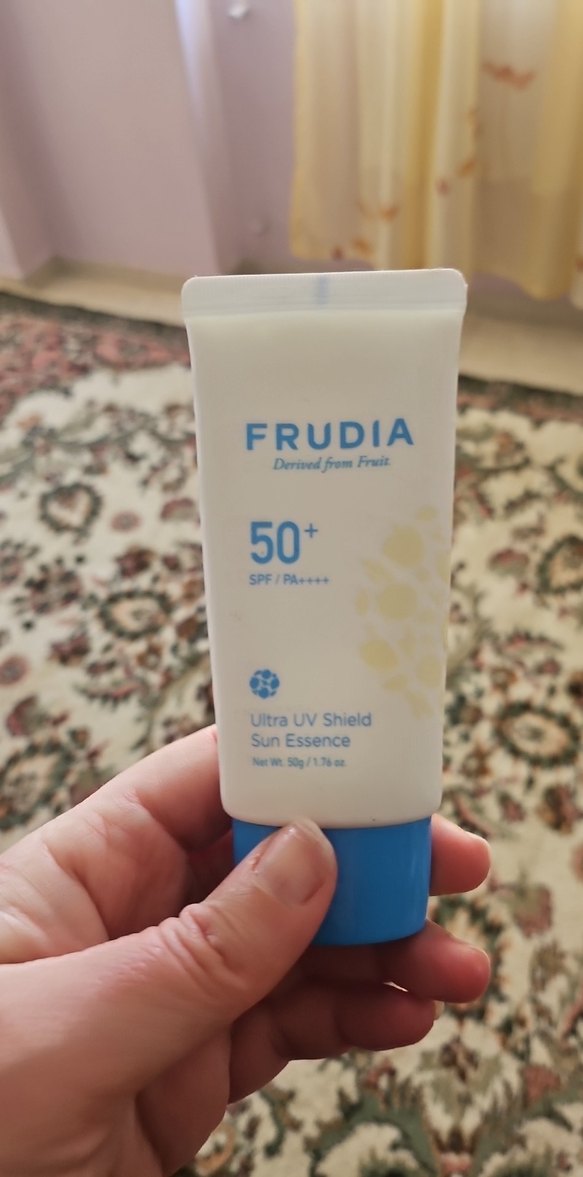 FRUDIA
Derived from Fruit
50+
SPF / PA++++
Ultra UV Shield
Sun Essence
Net Wt. 50g / 1.76 oz.